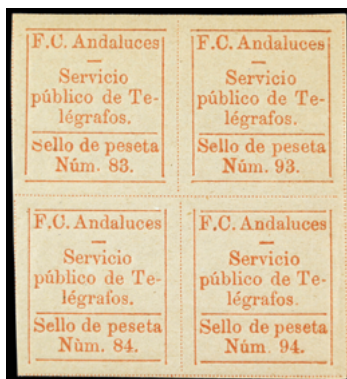 F.C. Andaluces
—
Servicio
público de Te-
légrafos.
Sello de peseta
Núm. 83.
F.C. Andaluces
—
Servicio
público de Te-
légrafos.
Sello de peseta
Núm. 93.
F.C. Andaluces
—
Servicio
público de Te-
légrafos.
Sello de peseta
Nùm. 84.
F.C. Andaluces
—
Servicio
público de Te-
légrafos.
Sello de peseta
Núm. 94.